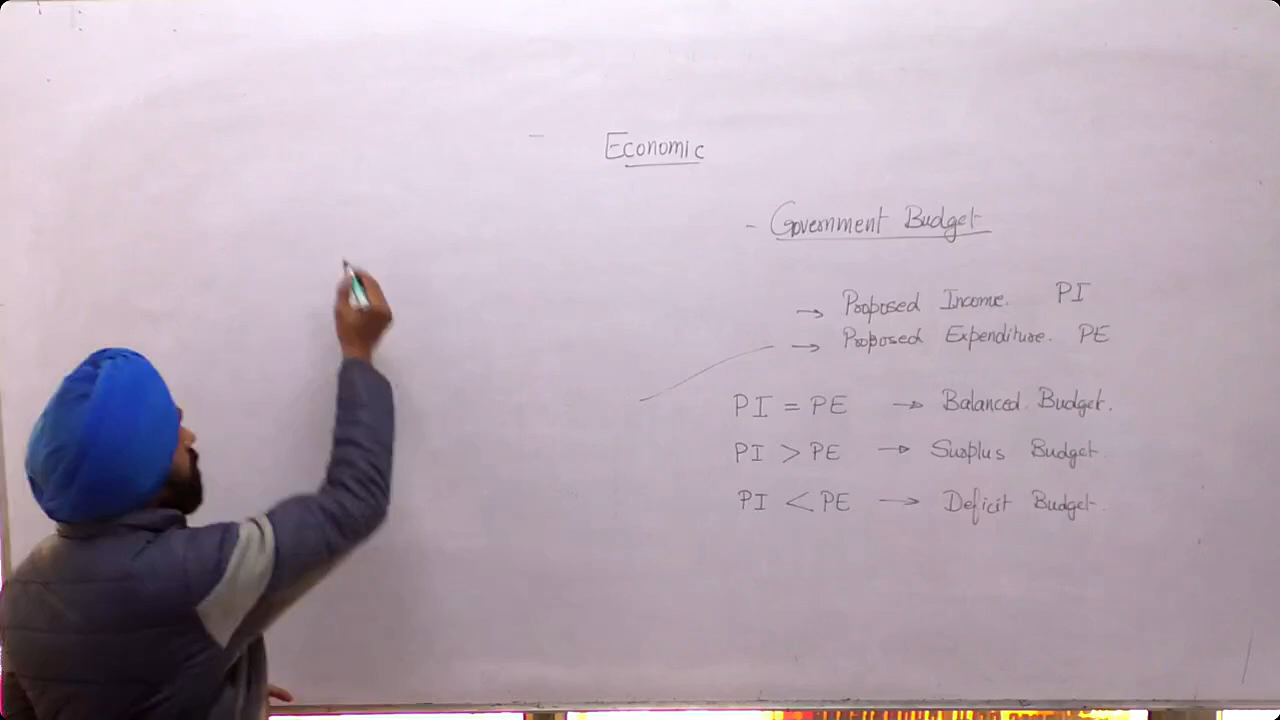 Economic
- Government Budget
→ Proposed Income. PI
→ Proposed Expenditure. PE
PI = PE → Balanced Budget.
PI > PE → Surplus Budget.
PI < PE → Deficit Budget.